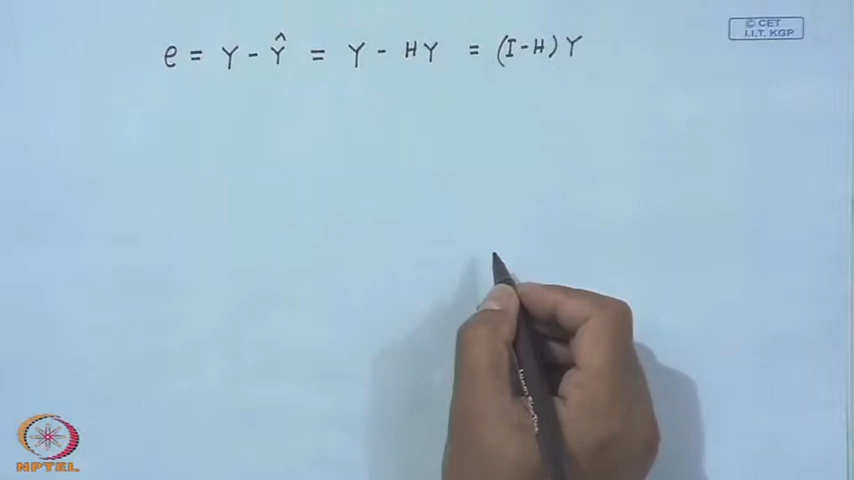 e = Y - Ŷ = Y - HY = (I-H)Y
© CET
I.I.T. KGP
NPTEL